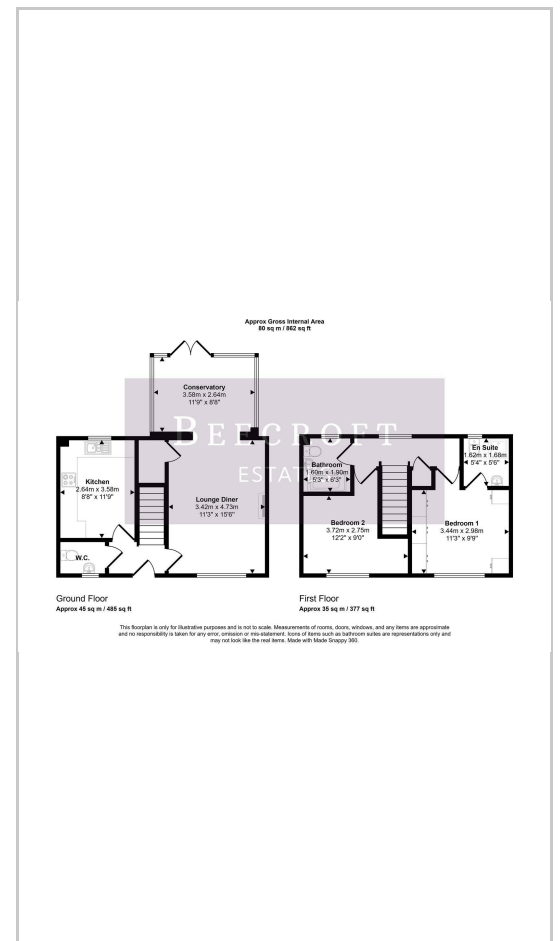 Approx Gross Internal Area
80 sq m / 862 sq ft
Conservatory
3.58m x 2.64m
11'9" x 8'8"
BEECROFT
ESTATE
Kitchen
2.64m x 3.58m
8'8" x 11'9"
Lounge Diner
3.42m x 4.73m
11'3" x 15'6"
W.C.
Bathroom
1.60m x 1.90m
5'3" x 6'3"
En Suite
1.62m x 1.68m
5'4" x 5'6"
Bedroom 2
3.72m x 2.75m
12'2" x 9'0"
Bedroom 1
3.44m x 2.98m
11'3" x 9'9"
Ground Floor
Approx 45 sq m / 485 sq ft
First Floor
Approx 35 sq m / 377 sq ft
This floorplan is only for illustrative purposes and is not to scale. Measurements of rooms, doors, windows, and any items are approximate
and no responsibility is taken for any error, omission or mis-statement. Icons of items such as bathroom suites are representations only and
may not look like the real items. Made with Made Snappy 360.